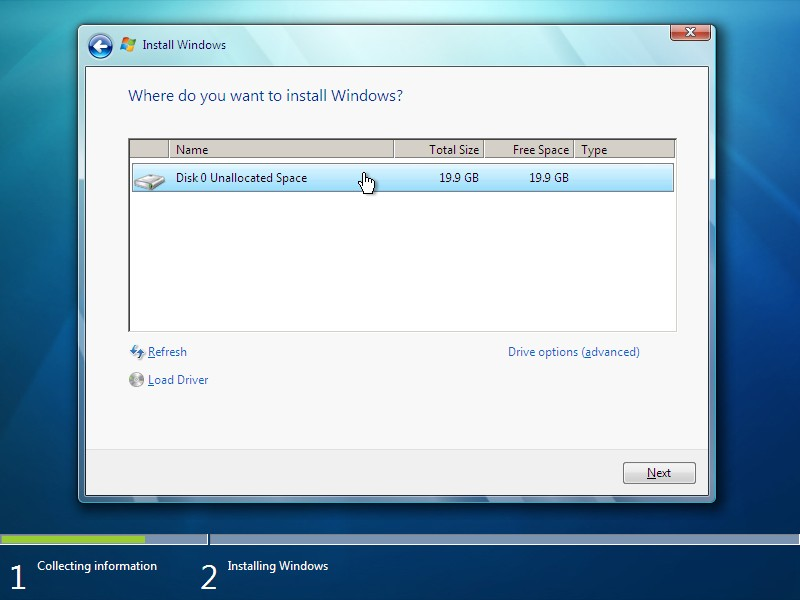 Install Windows
Where do you want to install Windows?
Name Total Size Free Space Type
Disk 0 Unallocated Space 19.9 GB 19.9 GB
Refresh Drive options (advanced)
Load Driver
Next
1 Collecting information 2 Installing Windows